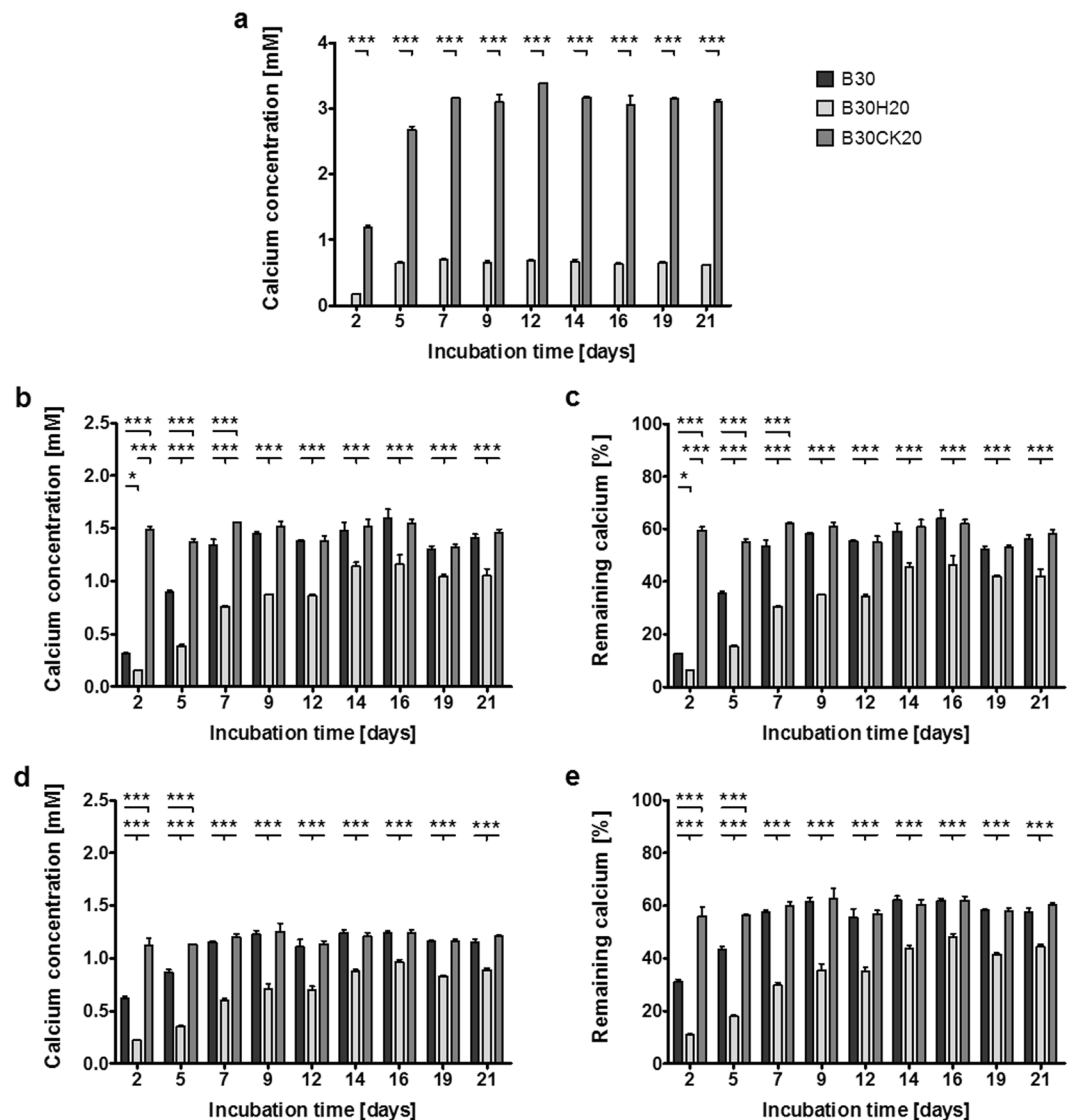 a
*** *** *** *** *** *** *** *** ***
4
3
2
1
0
Calcium concentration [mM]
2 5 7 9 12 14 16 19 21
Incubation time [days]
B30
B30H20
B30CK20
b
*** *** ***
*** *** *** *** *** *** *** *** ***
*
2.5
2.0
1.5
1.0
0.5
0.0
Calcium concentration [mM]
2 5 7 9 12 14 16 19 21
Incubation time [days]
c
*** *** ***
*** *** *** *** *** *** *** *** ***
*
100
80
60
40
20
0
Remaining calcium [%]
2 5 7 9 12 14 16 19 21
Incubation time [days]
d
*** ***
*** *** *** *** *** *** *** *** ***
2.5
2.0
1.5
1.0
0.5
0.0
Calcium concentration [mM]
2 5 7 9 12 14 16 19 21
Incubation time [days]
e
*** ***
*** *** *** *** *** *** *** *** ***
100
80
60
40
20
0
Remaining calcium [%]
2 5 7 9 12 14 16 19 21
Incubation time [days]